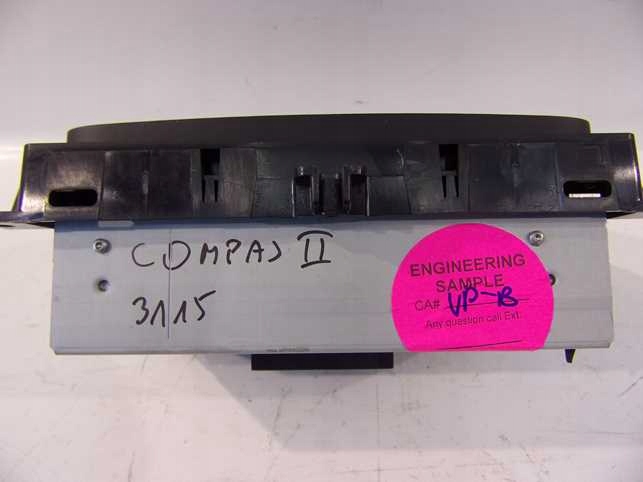 COMPAS II
3115
ENGINEERING
SAMPLE
CA# VP-B
Any question call Ext.